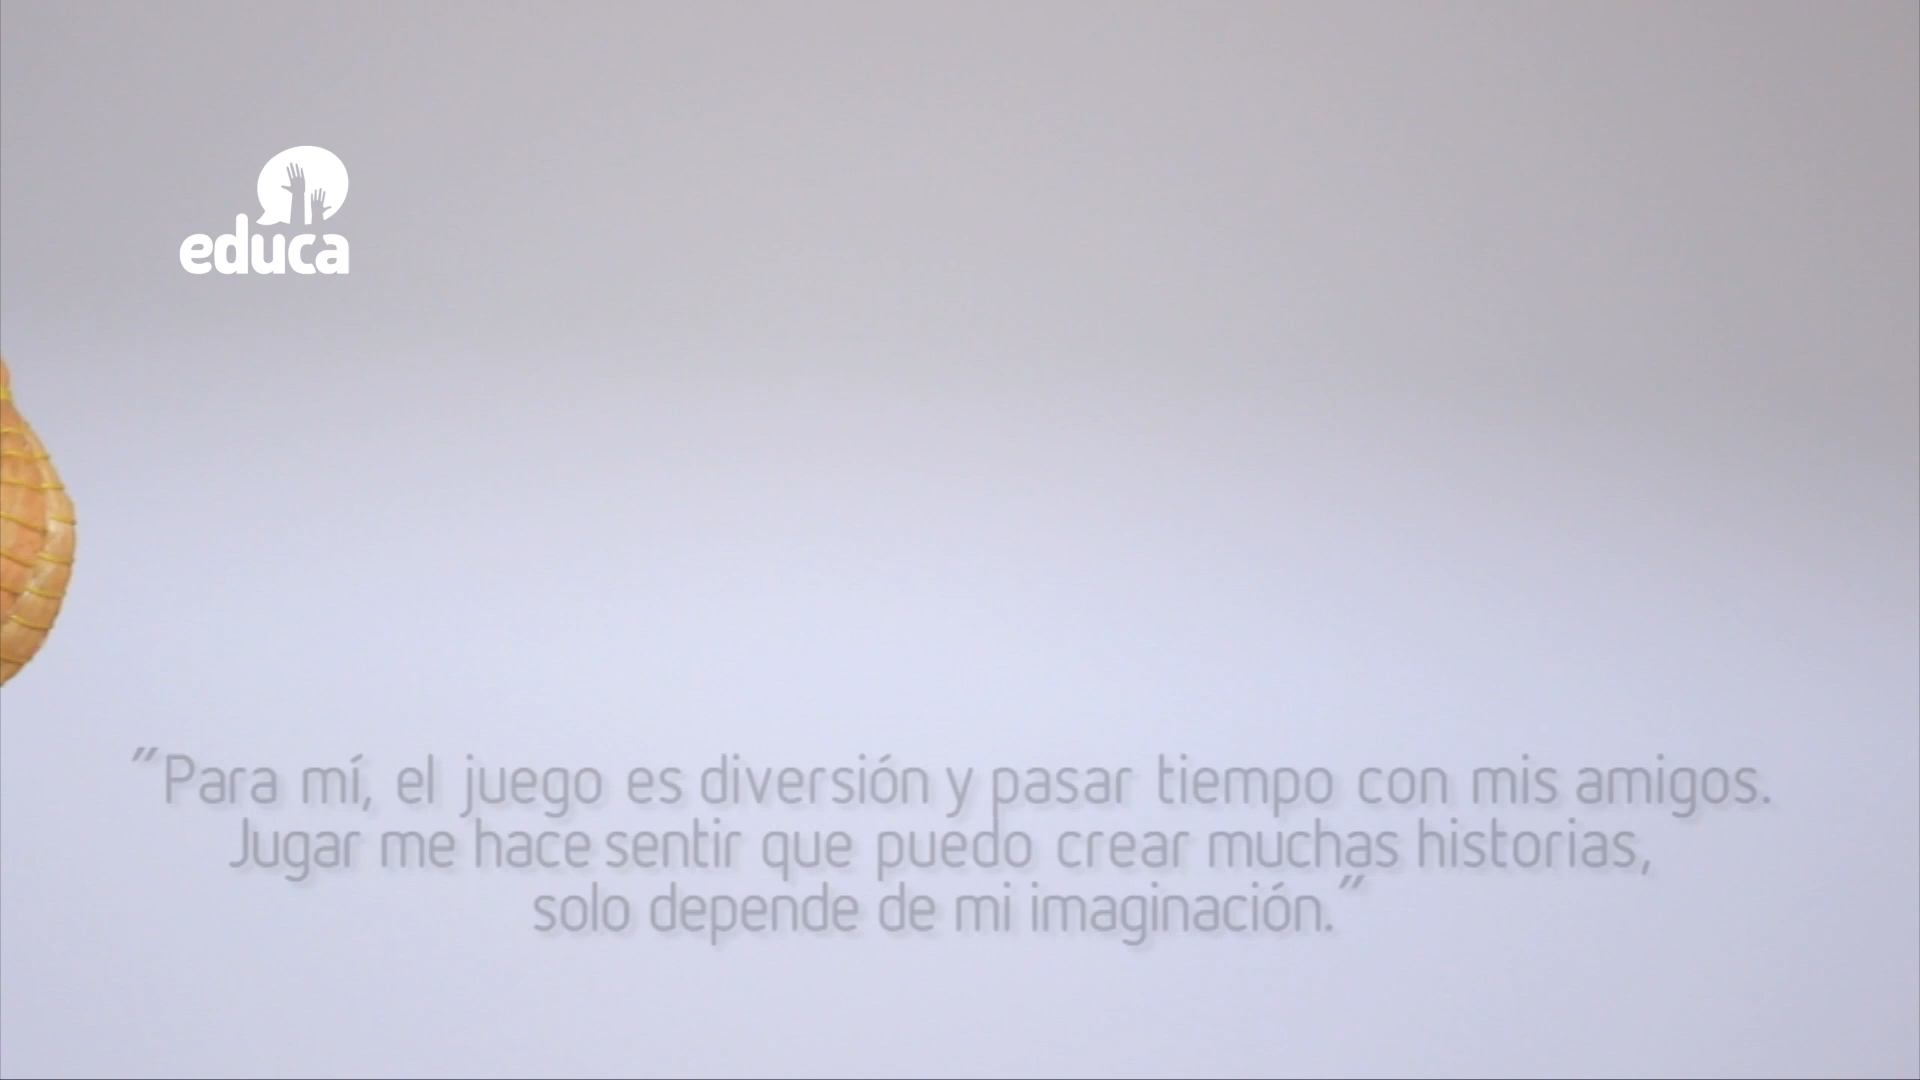 educa
"Para mí, el juego es diversión y pasar tiempo con mis amigos.
Jugar me hace sentir que puedo crear muchas historias,
solo depende de mi imaginación."